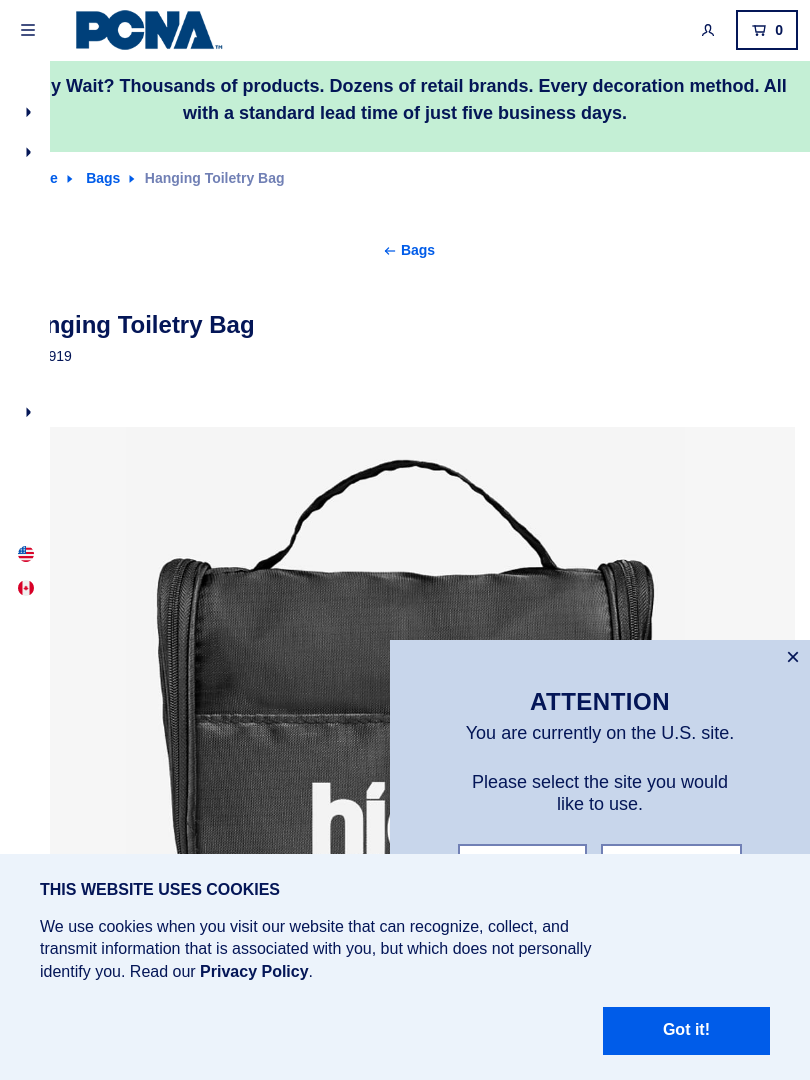 PCNA™
0
y Wait? Thousands of products. Dozens of retail brands. Every decoration method. All
with a standard lead time of just five business days.
e Bags Hanging Toiletry Bag
Bags
nging Toiletry Bag
919
ATTENTION
You are currently on the U.S. site.
Please select the site you would
like to use.
THIS WEBSITE USES COOKIES
We use cookies when you visit our website that can recognize, collect, and
transmit information that is associated with you, but which does not personally
identify you. Read our Privacy Policy.
Got it!